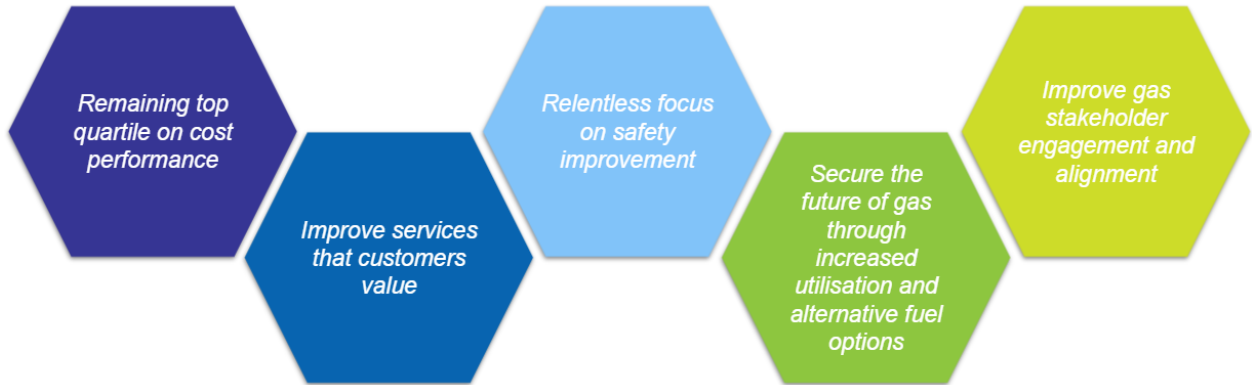 Remaining top
quartile on cost
performance
Improve services
that customers
value
Relentless focus
on safety
improvement
Secure the
future of gas
through
increased
utilisation and
alternative fuel
options
Improve gas
stakeholder
engagement and
alignment